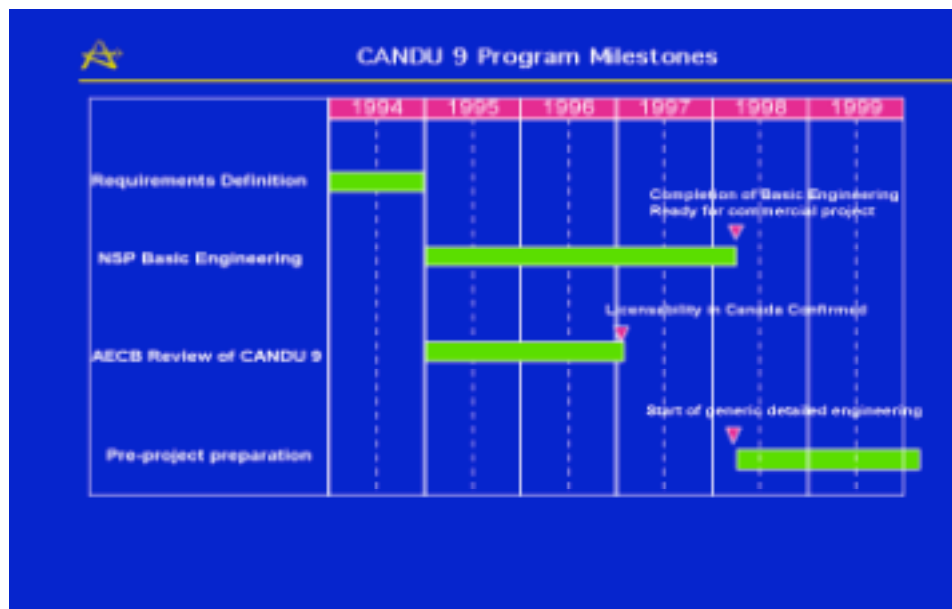 CANDU 9 Program Milestones
1994 1995 1996 1997 1998 1999
Requirements Definition
Completion of Basic Engineering
Ready for commercial project
NSP Basic Engineering
Licensability in Canada Confirmed
AECB Review of CANDU 9
Start of generic detailed engineering
Pre-project preparation